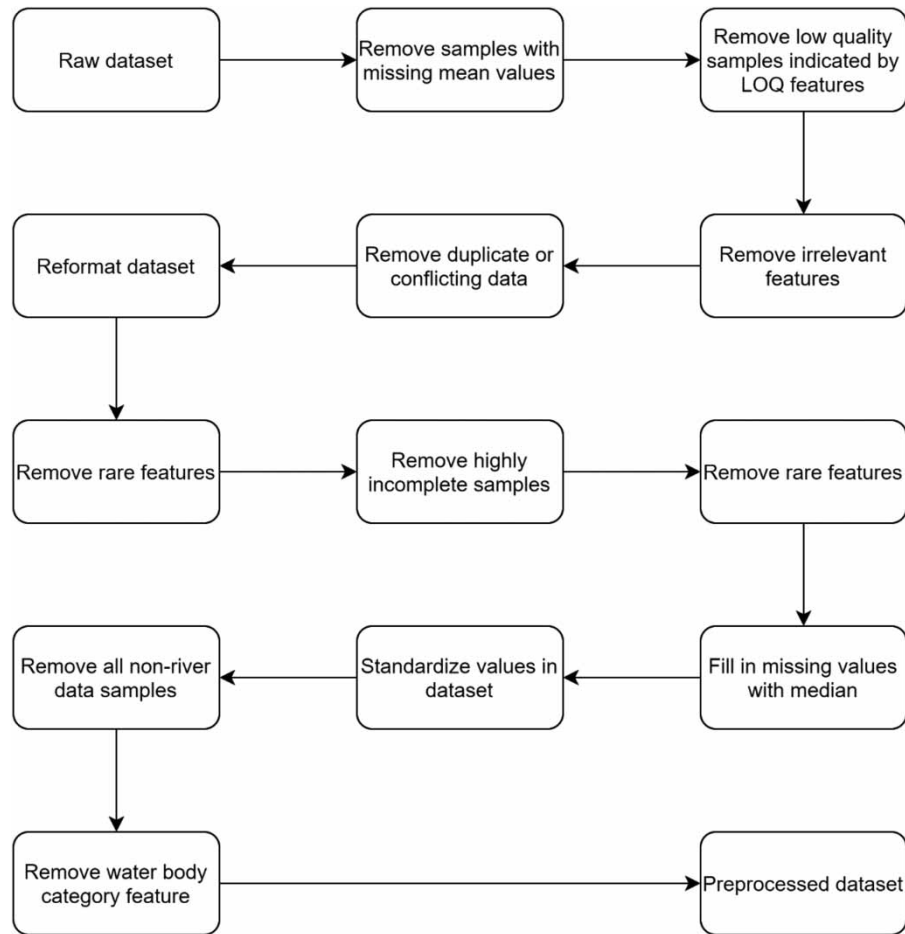 Raw dataset
Remove samples with
missing mean values
Remove low quality
samples indicated by
LOQ features
Remove irrelevant
features
Remove duplicate or
conflicting data
Reformat dataset
Remove rare features
Remove highly
incomplete samples
Remove rare features
Fill in missing values
with median
Standardize values in
dataset
Remove all non-river
data samples
Remove water body
category feature
Preprocessed dataset